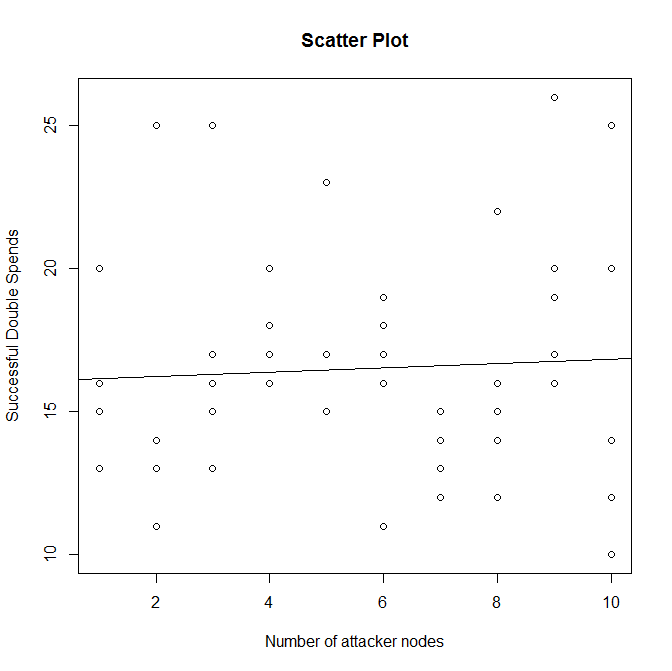 Scatter Plot
25
20
15
10
Successful Double Spends
2 4 6 8 10
Number of attacker nodes